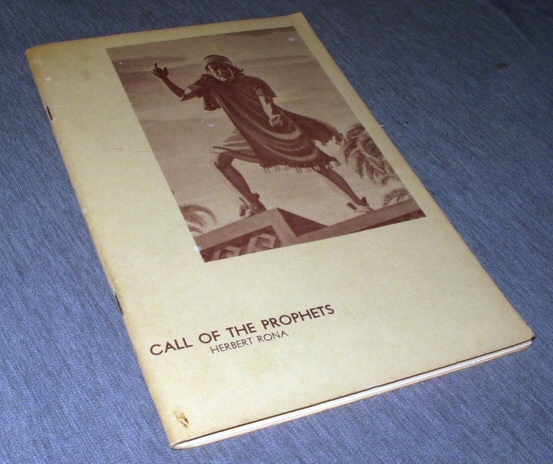 CALL OF THE PROPHETS
HERBERT RONA